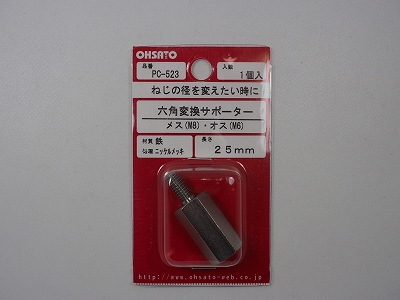 OHSATO
品番 入数
PC-523 1個入
ねじの径を変えたい時に
六角変換サポーター
メス(M8)・オス(M6)
材質 鉄 長さ
処理 ニッケルメッキ 25mm
http://www.ohsato-web.co.jp/